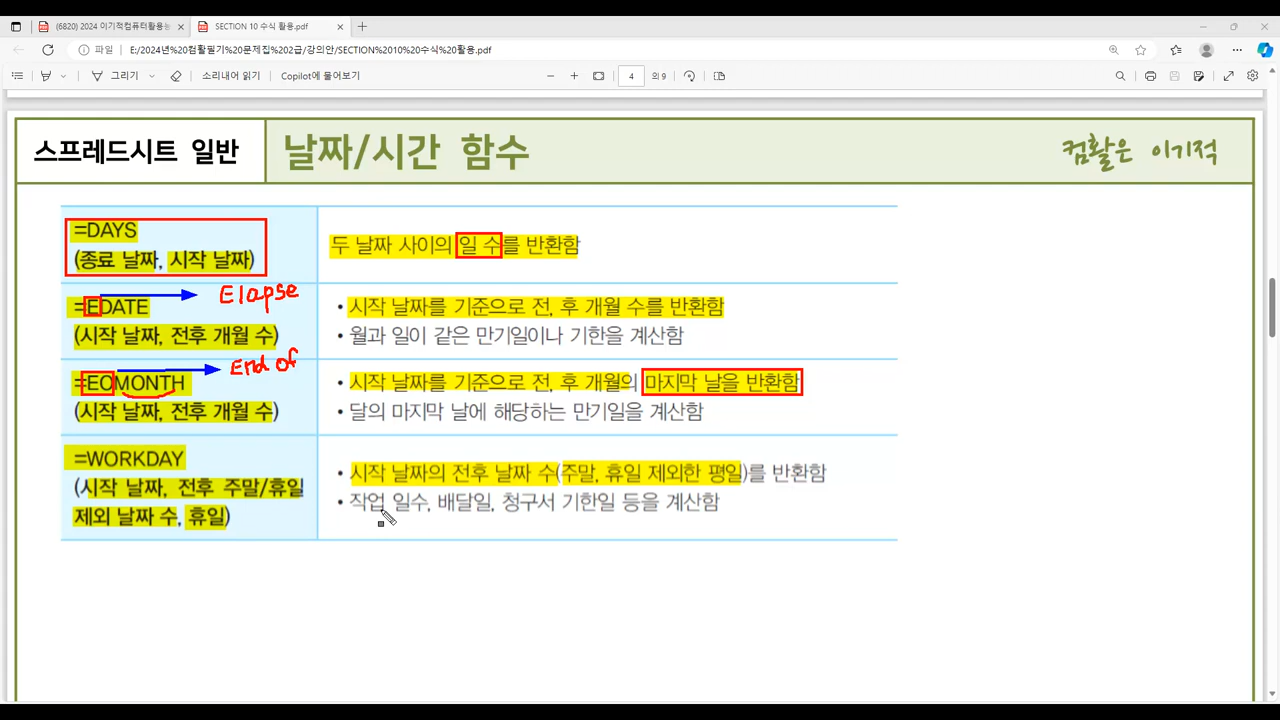 (6820) 2024 이기적컴퓨터활용능
SECTION 10 수식 활용.pdf
파일
E:/2024년%20컴활필기%20문제집%202급/강의안/SECTION%2010%20수식%20활용.pdf
그리기
소리내어 읽기
Copilot에 물어보기
4
의 9
스프레드시트 일반
날짜/시간 함수
컴활은 이기적
=DAYS
(종료 날짜, 시작 날짜)
두 날짜 사이의 일 수를 반환함
=EDATE
Elapse
(시작 날짜, 전후 개월 수)
• 시작 날짜를 기준으로 전, 후 개월 수를 반환함
• 월과 일이 같은 만기일이나 기한을 계산함
=EOMONTH
End of
(시작 날짜, 전후 개월 수)
• 시작 날짜를 기준으로 전, 후 개월의 마지막 날을 반환함
• 달의 마지막 날에 해당하는 만기일을 계산함
=WORKDAY
(시작 날짜, 전후 주말/휴일
제외 날짜 수, 휴일)
• 시작 날짜의 전후 날짜 수(주말, 휴일 제외한 평일)를 반환함
• 작업 일수, 배달일, 청구서 기한일 등을 계산함